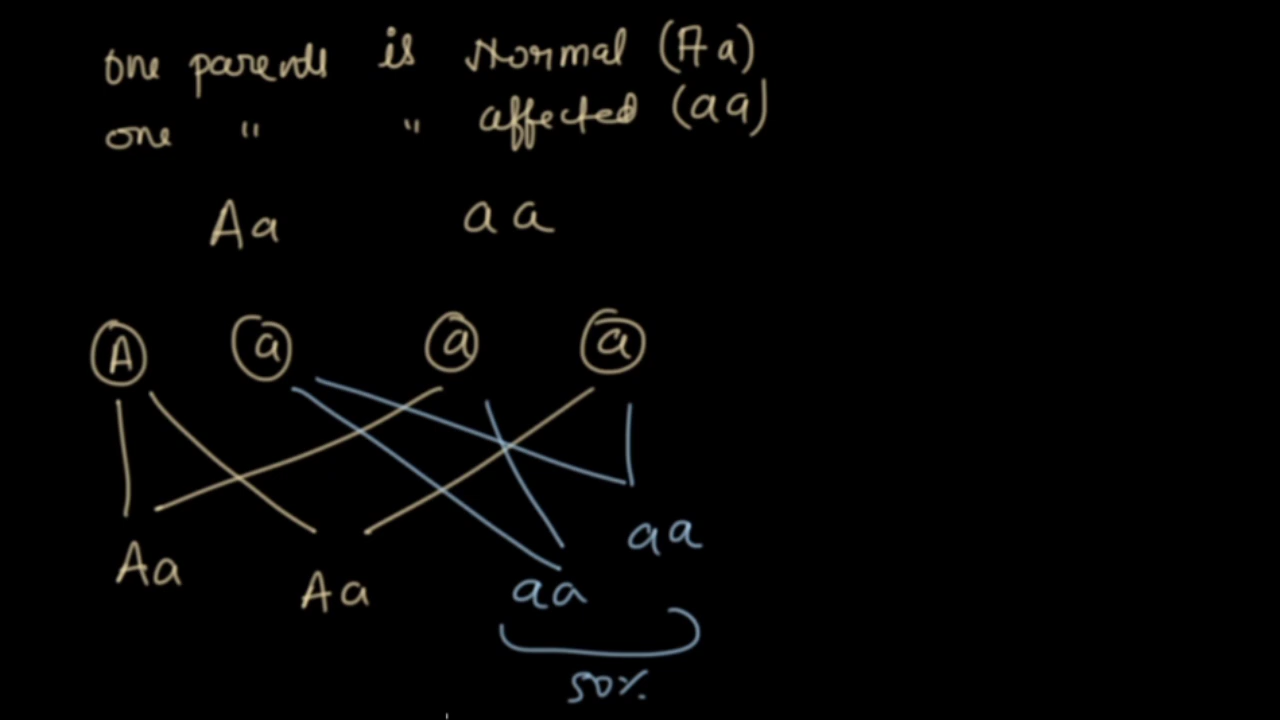 one parents is Normal (Aa)
one " " affected (aa)
Aa aa
A a a a
Aa Aa aa aa
50%